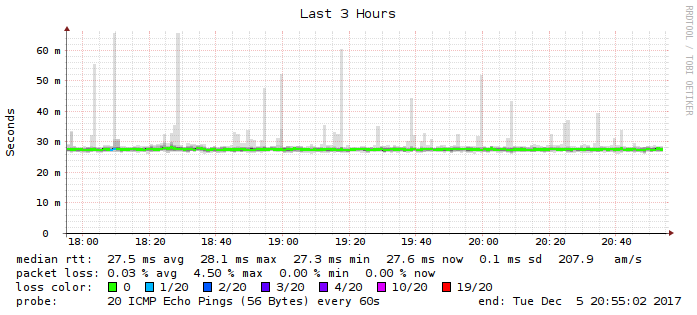 Last 3 Hours
RRDTOOL / TOBI OETIKER
Seconds
60 m
50 m
40 m
30 m
20 m
10 m
0
18:00 18:20 18:40 19:00 19:20 19:40 20:00 20:20 20:40
median rtt: 27.5 ms avg 28.1 ms max 27.3 ms min 27.6 ms now 0.1 ms sd 207.9 am/s
packet loss: 0.03 % avg 4.50 % max 0.00 % min 0.00 % now
loss color: 0 1/20 2/20 3/20 4/20 10/20 19/20
probe: 20 ICMP Echo Pings (56 Bytes) every 60s end: Tue Dec 5 20:55:02 2017